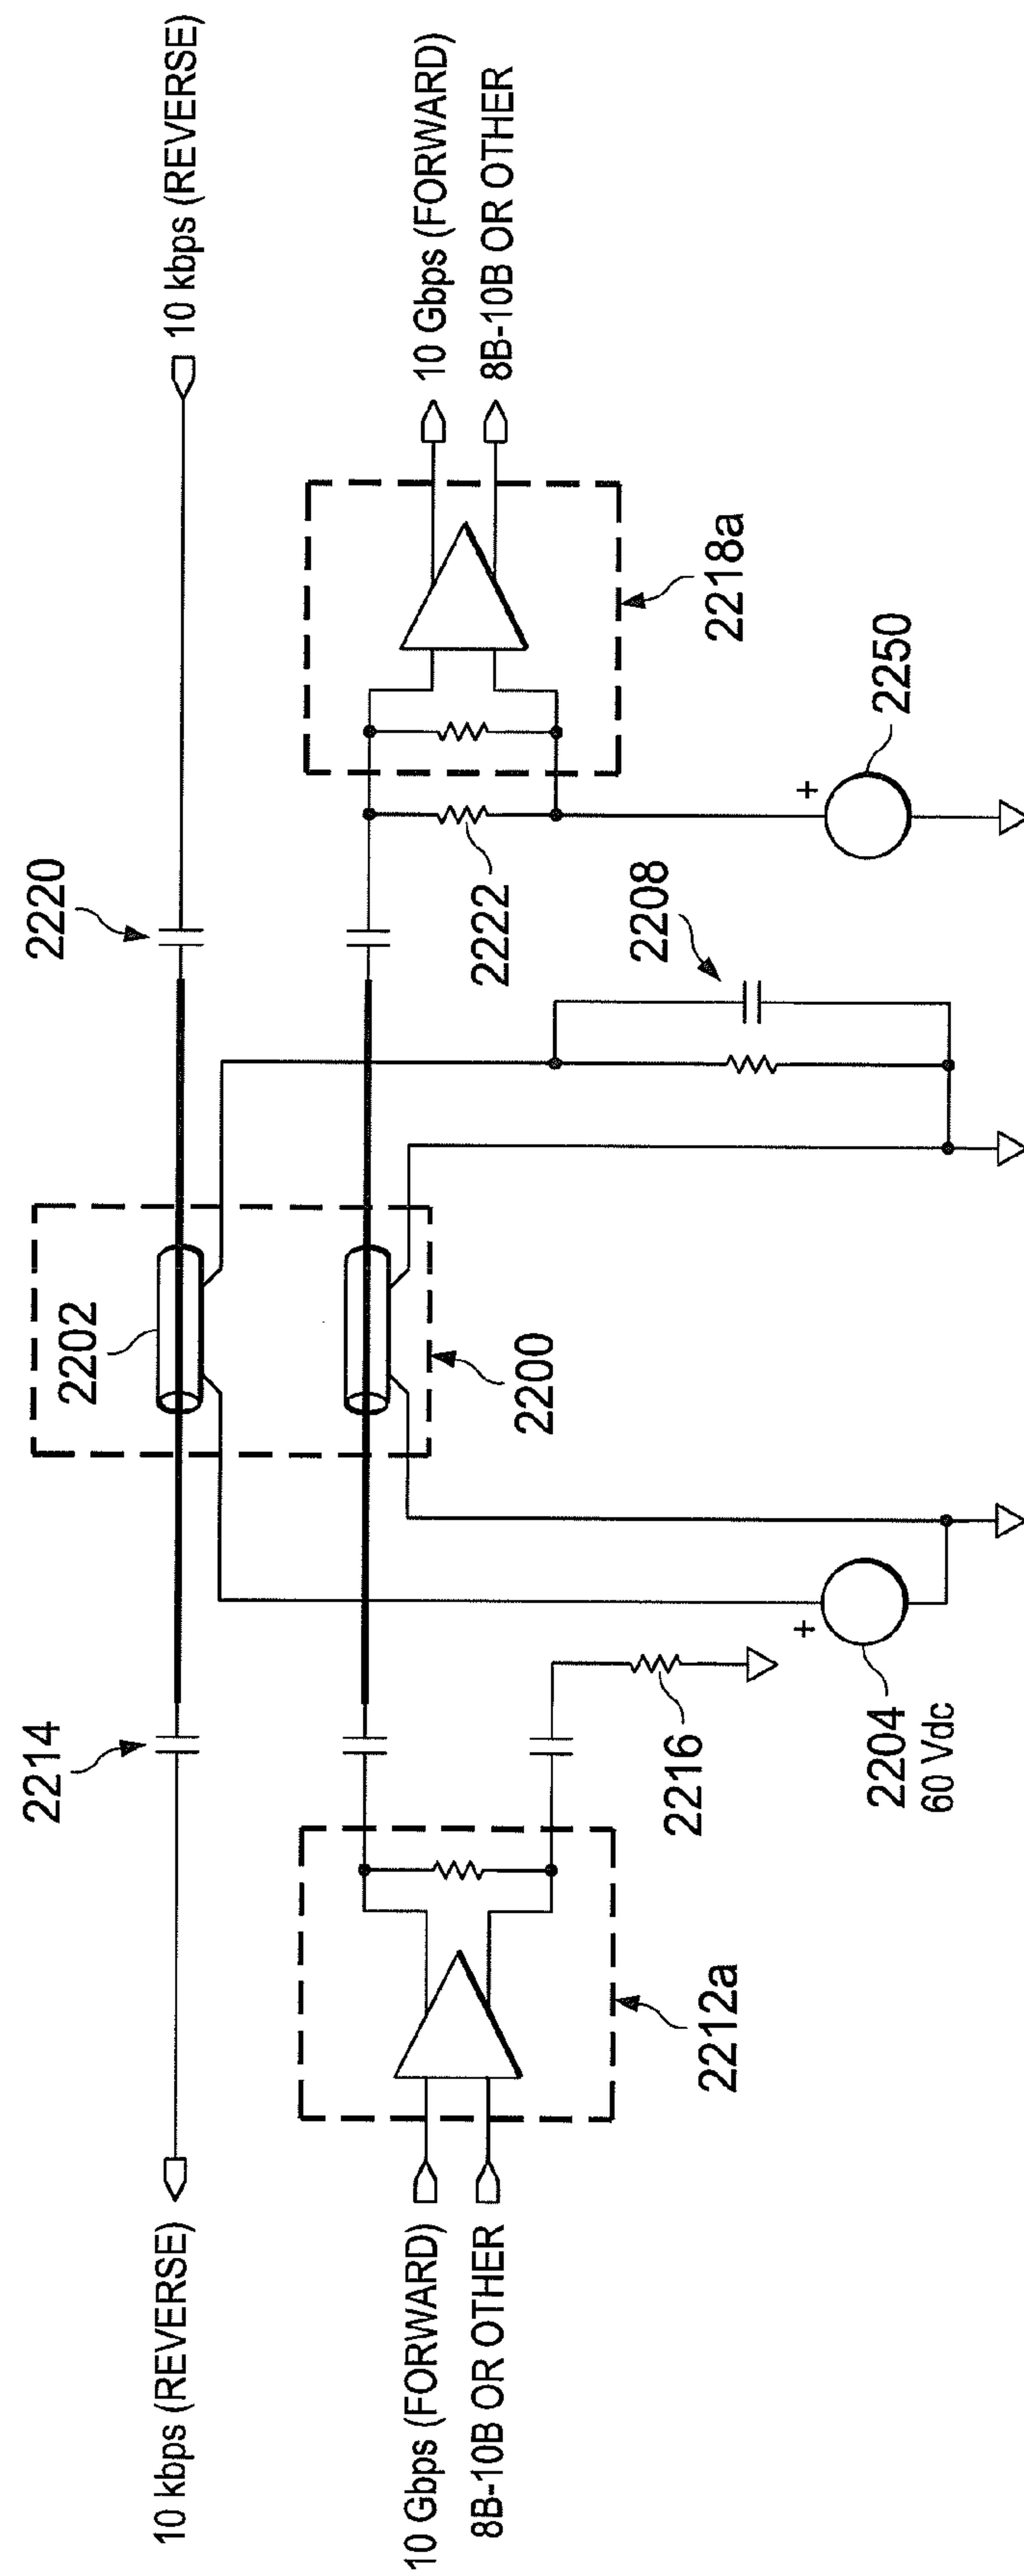 10 kbps (REVERSE)
2214
2202
2220
10 kbps (REVERSE)
10 Gbps (FORWARD)
8B-10B OR OTHER
2212a
2216
+
2204
60 Vdc
2200
2208
2222
+
2250
2218a
10 Gbps (FORWARD)
8B-10B OR OTHER